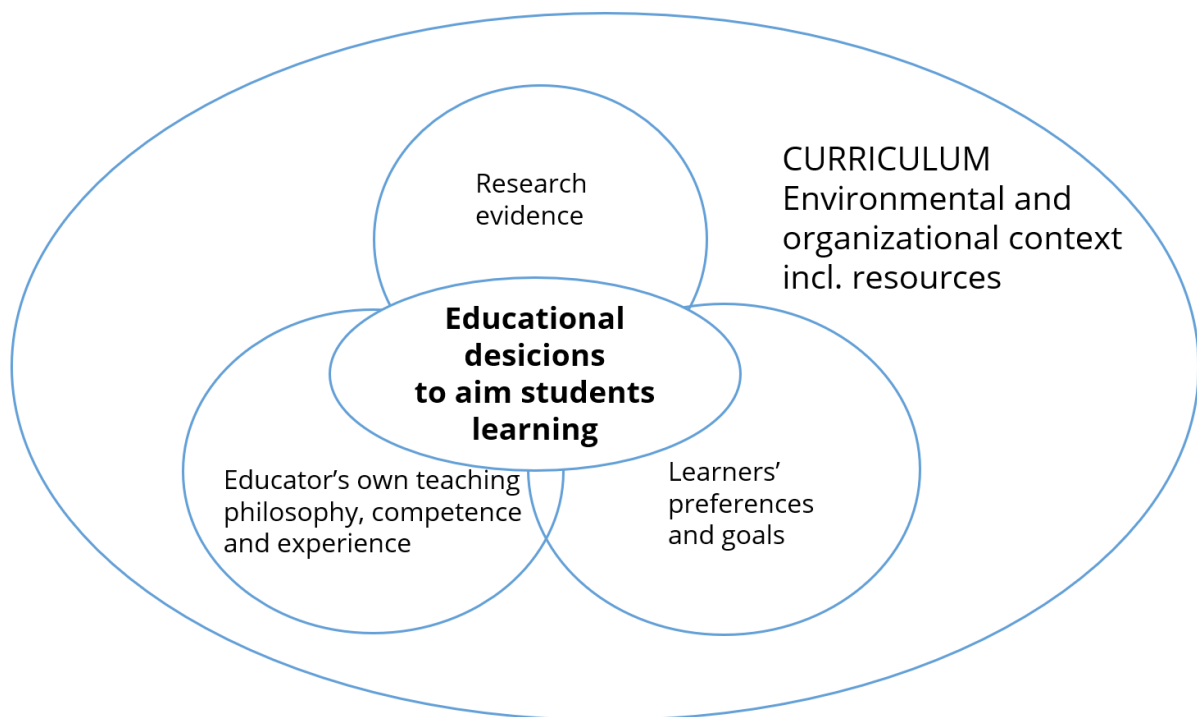 CURRICULUM
Environmental and
organizational context
incl. resources
Research
evidence
Educational
desicions
to aim students
learning
Educator’s own teaching
philosophy, competence
and experience
Learners’
preferences
and goals